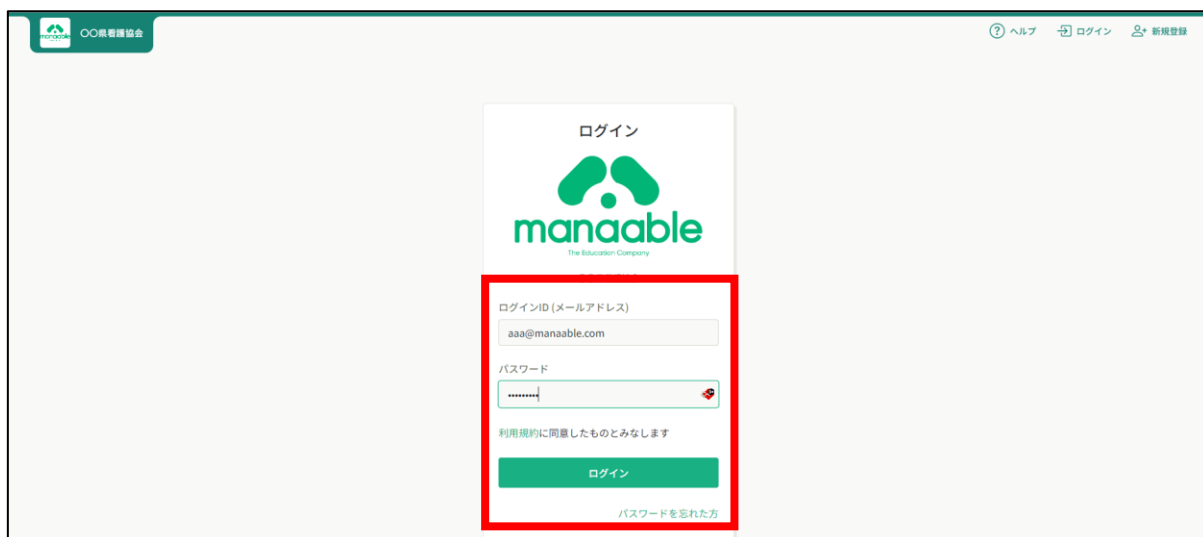 manaable
〇〇県看護協会
ヘルプ
ログイン
新規登録
ログイン
manaable
The Education Company
ログインID (メールアドレス)
aaa@manaable.com
パスワード
•••••••••
利用規約に同意したものとみなします
ログイン
パスワードを忘れた方